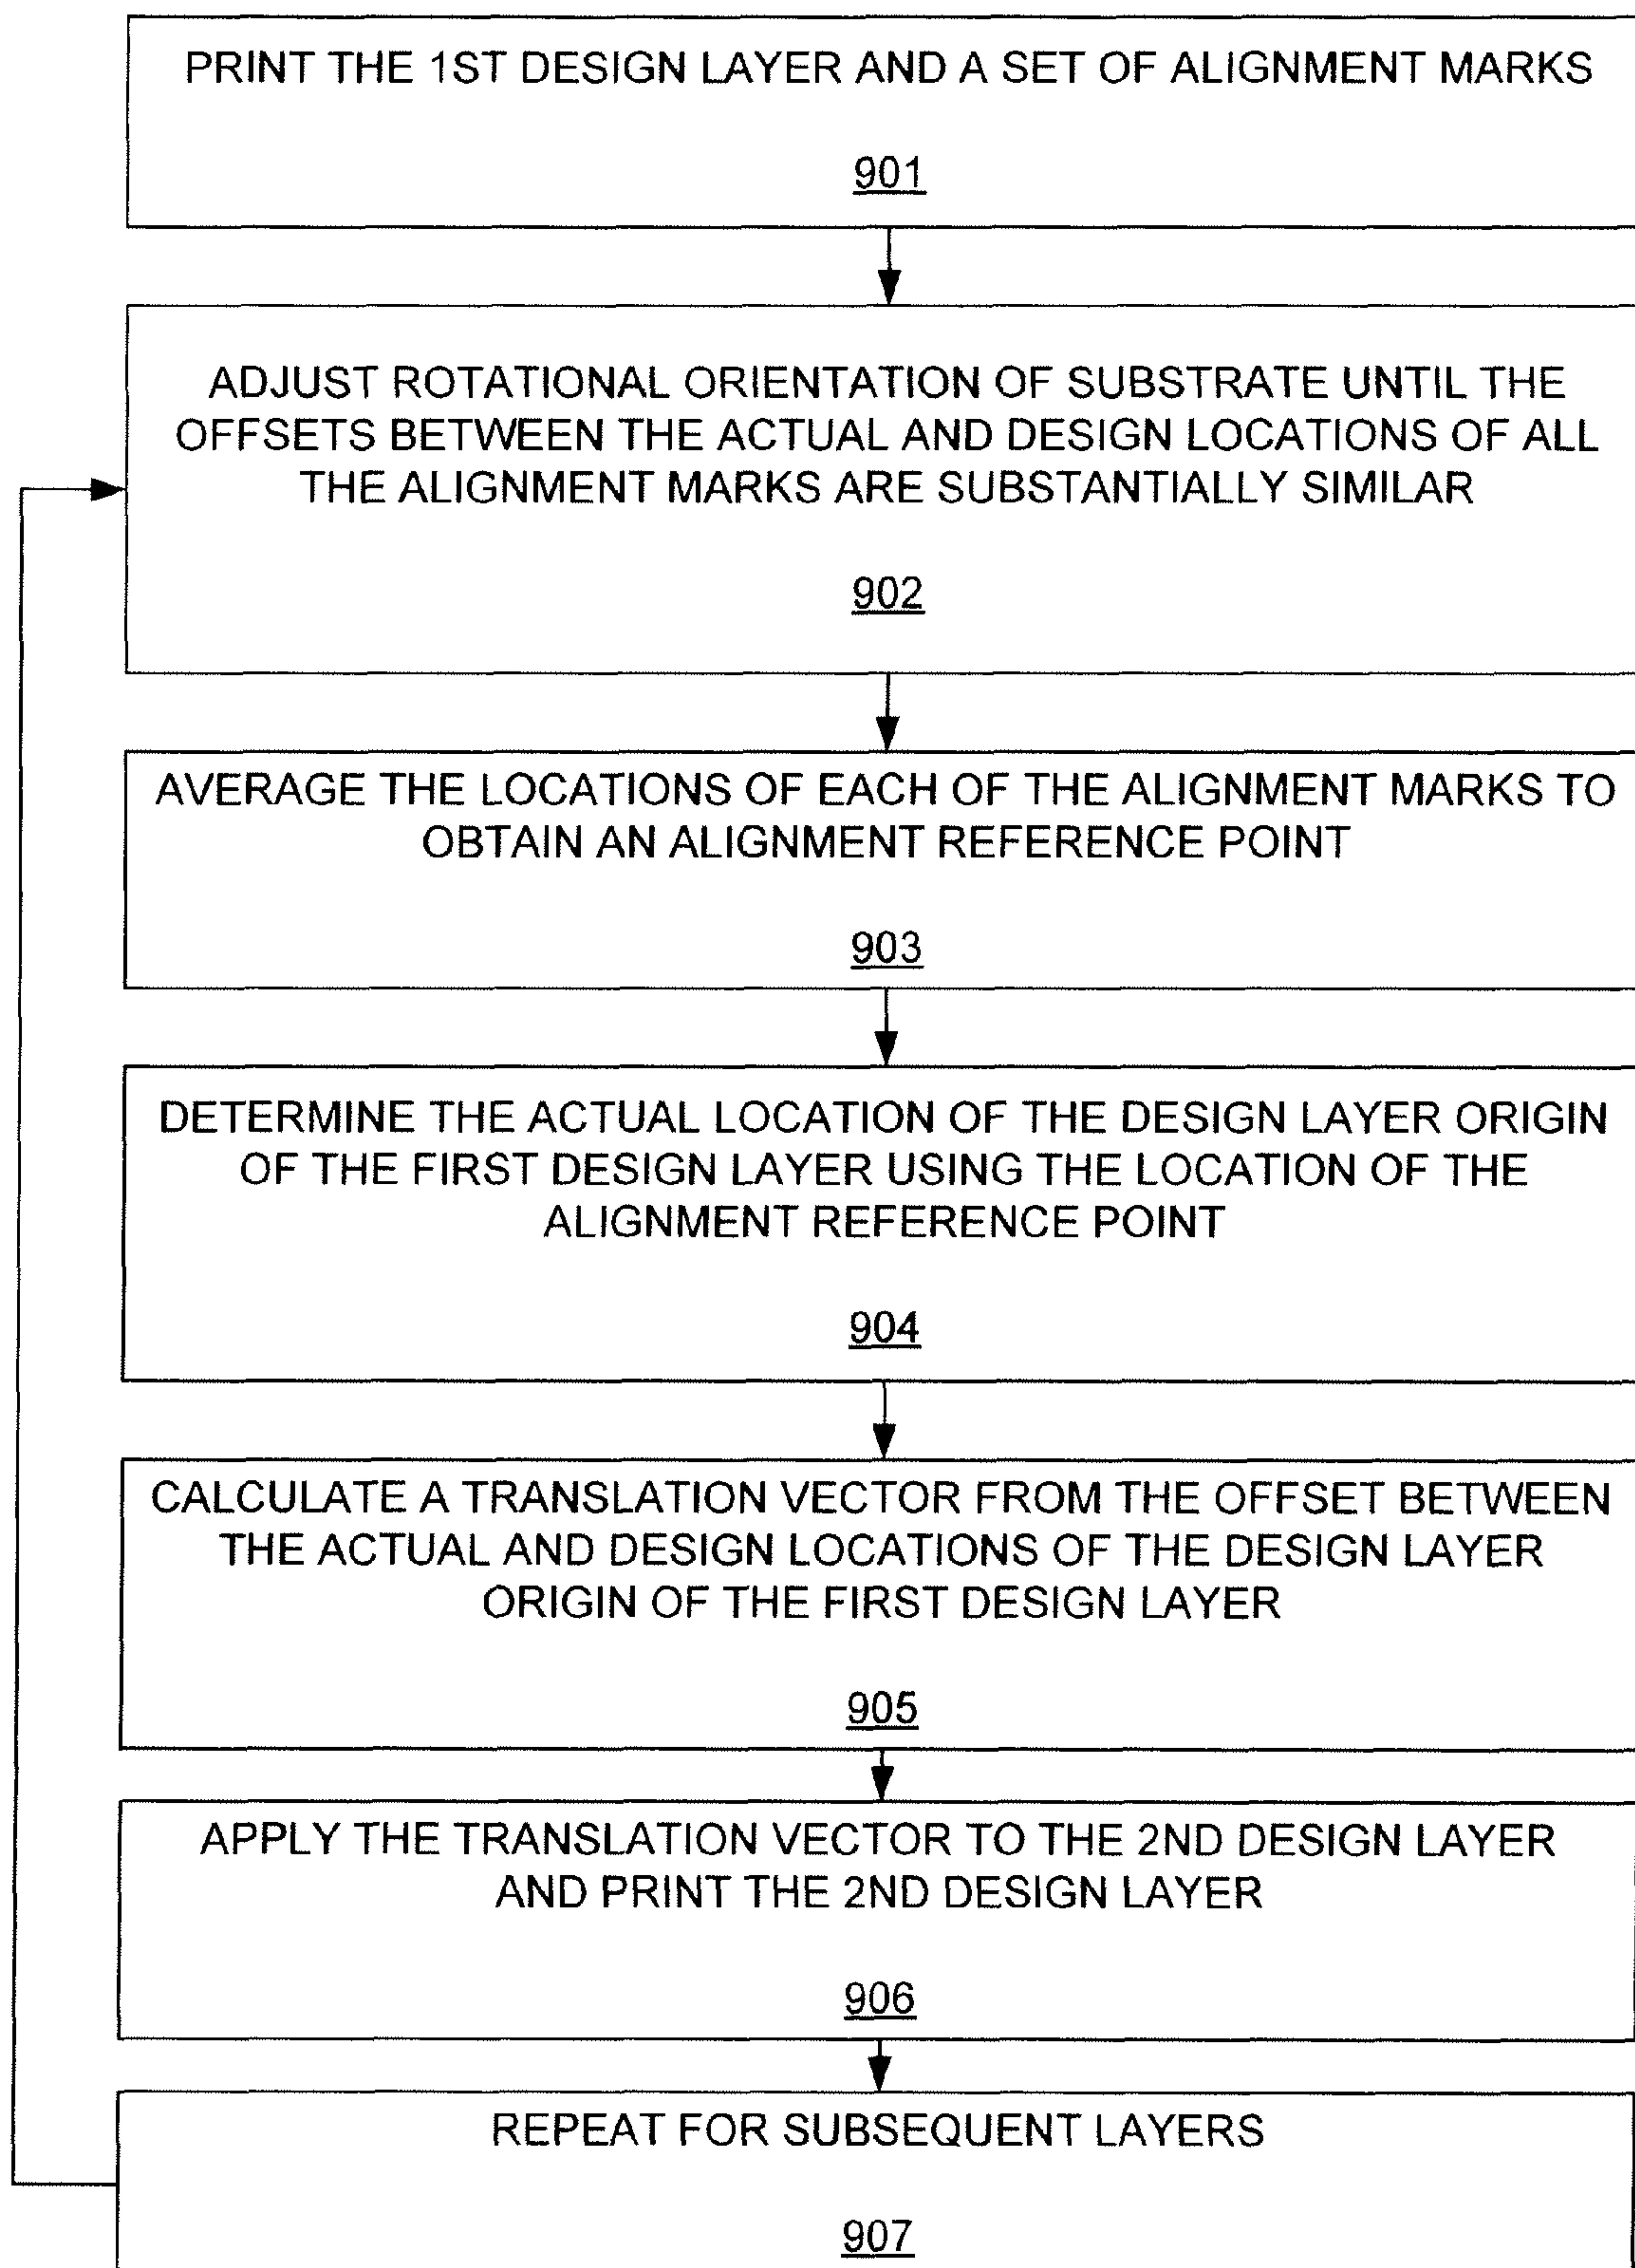 PRINT THE 1ST DESIGN LAYER AND A SET OF ALIGNMENT MARKS
901
ADJUST ROTATIONAL ORIENTATION OF SUBSTRATE UNTIL THE
OFFSETS BETWEEN THE ACTUAL AND DESIGN LOCATIONS OF ALL
THE ALIGNMENT MARKS ARE SUBSTANTIALLY SIMILAR
902
AVERAGE THE LOCATIONS OF EACH OF THE ALIGNMENT MARKS TO
OBTAIN AN ALIGNMENT REFERENCE POINT
903
DETERMINE THE ACTUAL LOCATION OF THE DESIGN LAYER ORIGIN
OF THE FIRST DESIGN LAYER USING THE LOCATION OF THE
ALIGNMENT REFERENCE POINT
904
CALCULATE A TRANSLATION VECTOR FROM THE OFFSET BETWEEN
THE ACTUAL AND DESIGN LOCATIONS OF THE DESIGN LAYER
ORIGIN OF THE FIRST DESIGN LAYER
905
APPLY THE TRANSLATION VECTOR TO THE 2ND DESIGN LAYER
AND PRINT THE 2ND DESIGN LAYER
906
REPEAT FOR SUBSEQUENT LAYERS
907